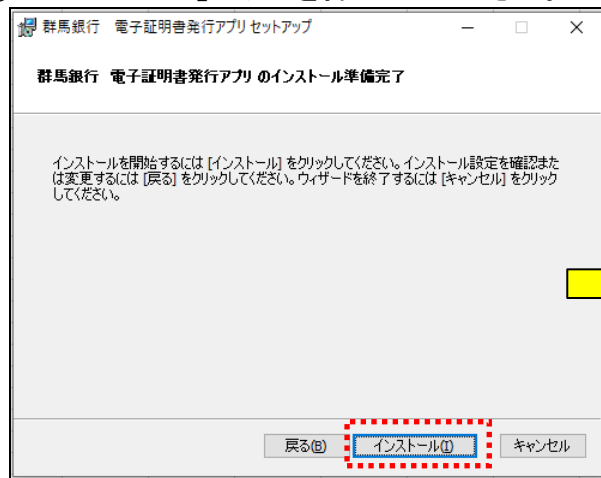 群馬銀行 電子証明書発行アプリ セットアップ
群馬銀行 電子証明書発行アプリ のインストール準備完了
インストールを開始するには [インストール] をクリックしてください。インストール設定を確認また
は変更するには [戻る] をクリックしてください。ウィザードを終了するには [キャンセル] をクリック
してください。
戻る(B) インストール(I) キャンセル